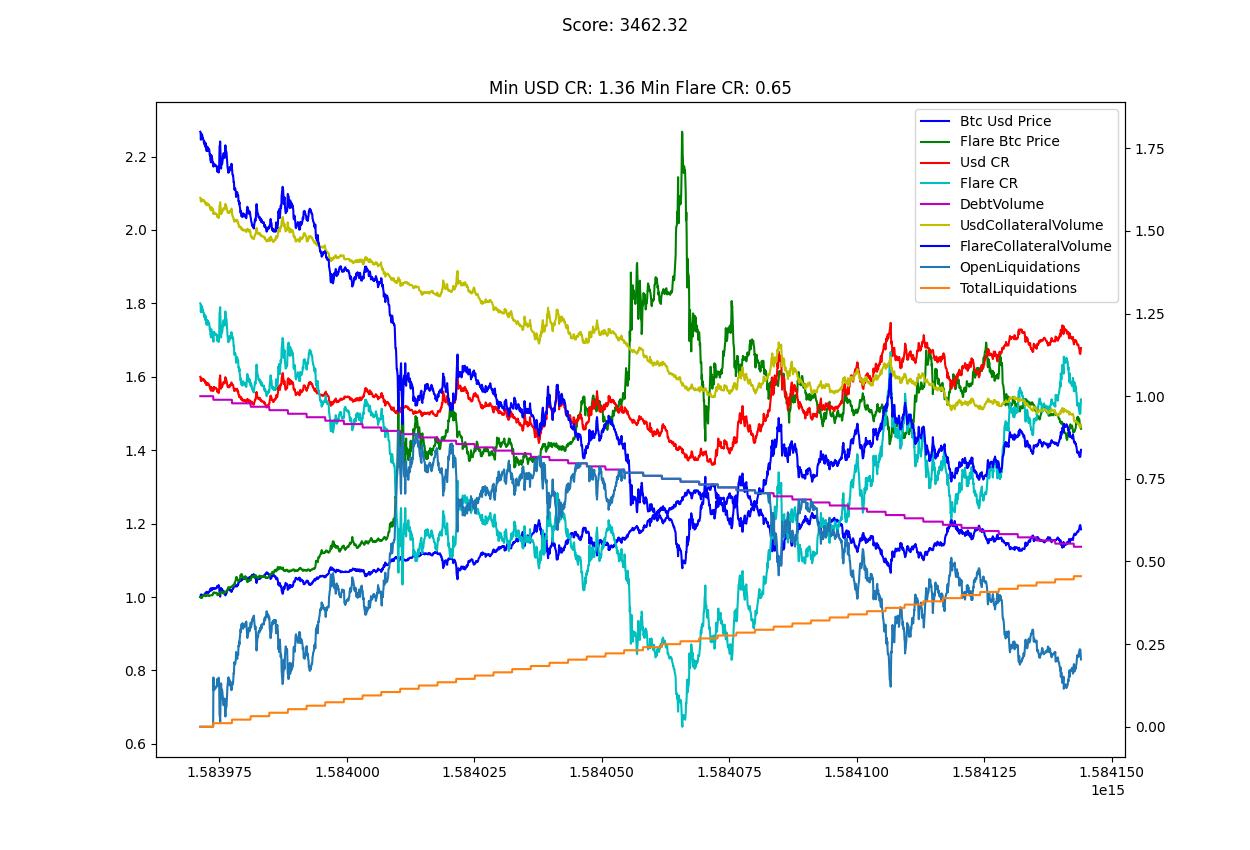 Score: 3462.32
Min USD CR: 1.36 Min Flare CR: 0.65
Btc Usd Price
Flare Btc Price
Usd CR
Flare CR
DebtVolume
UsdCollateralVolume
FlareCollateralVolume
OpenLiquidations
TotalLiquidations
2.2
2.0
1.8
1.6
1.4
1.2
1.0
0.8
0.6
1.75
1.50
1.25
1.00
0.75
0.50
0.25
0.00
1.583975 1.584000 1.584025 1.584050 1.584075 1.584100 1.584125 1.584150
1e15